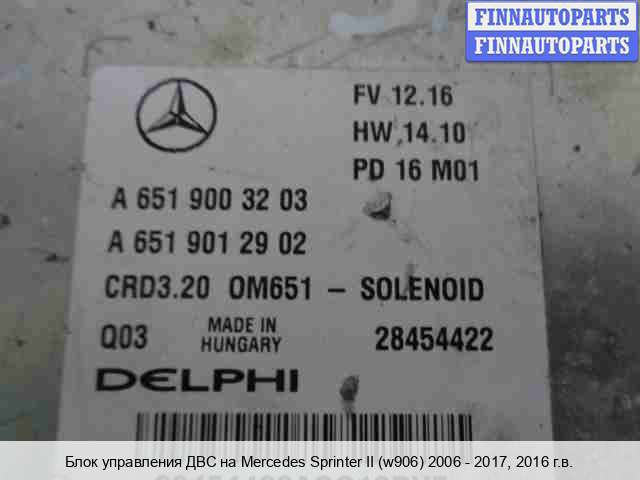 FINNAUTOPARTS
FINNAUTOPARTS
FV 12.16
HW 14.10
PD 16 M01
A 651 900 32 03
A 651 901 29 02
CRD3.20 OM651 – SOLENOID
Q03 MADE IN HUNGARY 28454422
DELPHI
Блок управления ДВС на Mercedes Sprinter II (w906) 2006 - 2017, 2016 г.в.